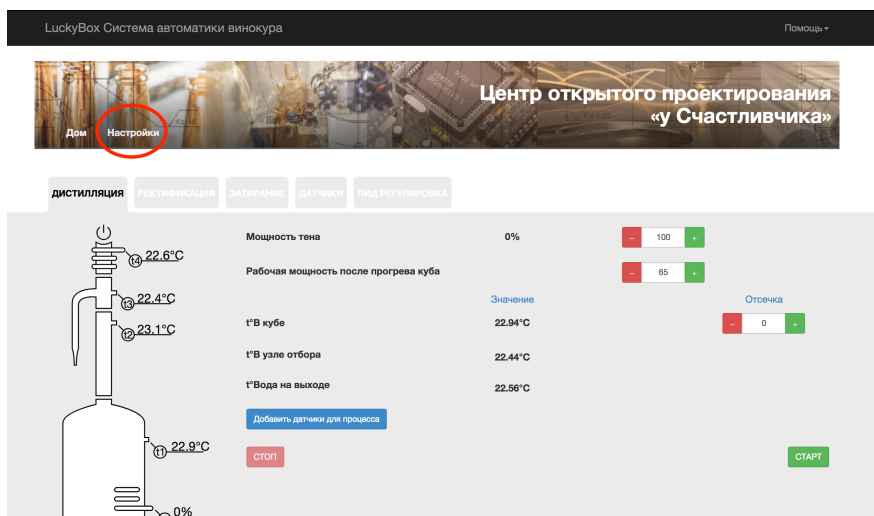 LuckyBox Система автоматики винокура
Помощь
Центр открытого проектирования
«у Счастливчика»
Дом Настройки
ДИСТИЛЛЯЦИЯ РЕКТИФИКАЦИЯ ЗАТИРАНИЕ ДАТЧИКИ ПИД РЕГУЛИРОВКА
Мощность тена 0% - 100 +
t4 22.6°C
Рабочая мощность после прогрева куба - 65 +
t3 22.4°C
Значение Отсечка
t2 23.1°C
t°В кубе 22.94°C - 0 +
t°В узле отбора 22.44°C
t°Вода на выходе 22.56°C
Добавить датчики для процесса
t1 22.9°C
СТОП СТАРТ
0%